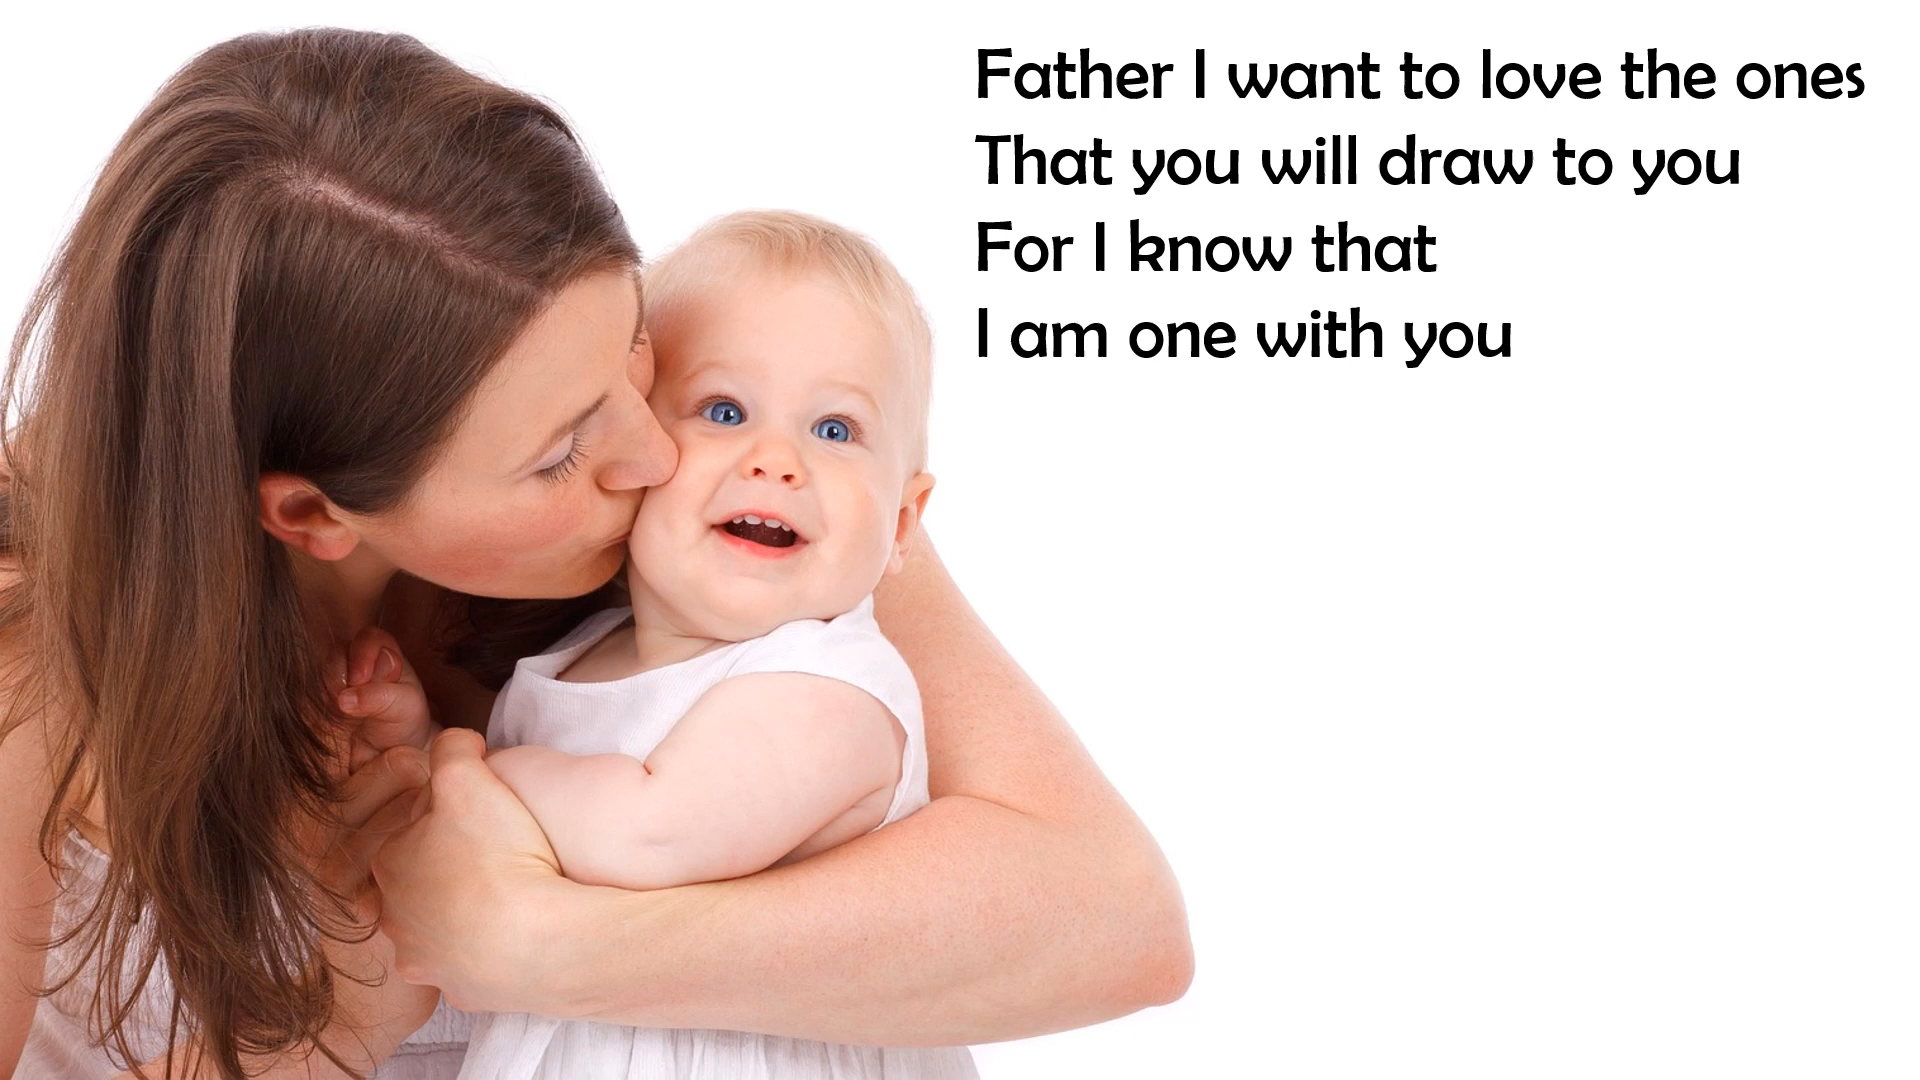 Father I want to love the ones
That you will draw to you
For I know that
I am one with you